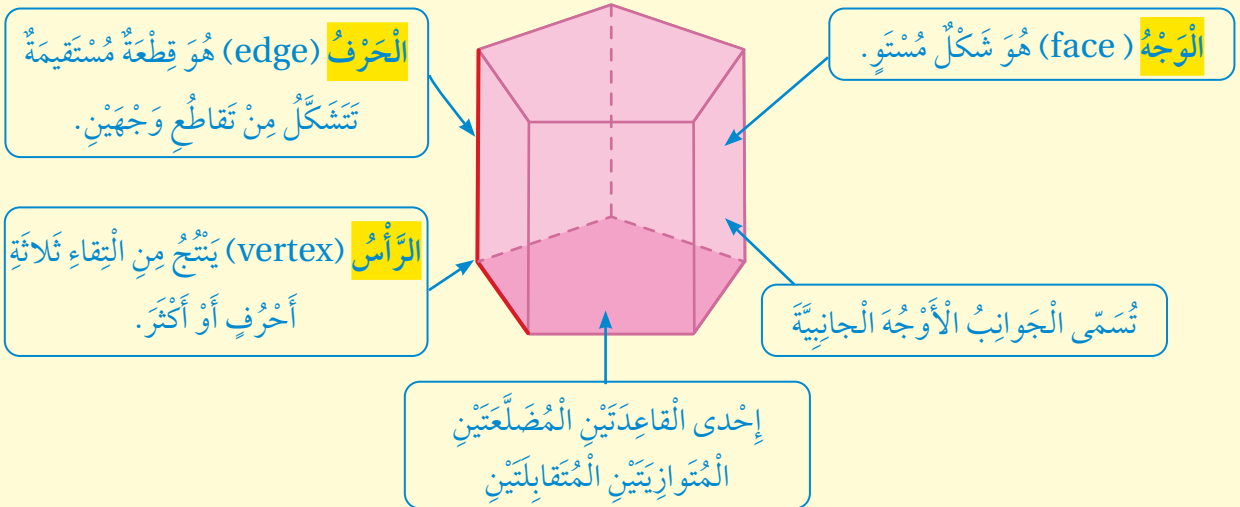 الْوَجْهُ ( face) هُوَ شَكْلٌ مُسْتَوٍ.
الْحَرْفُ (edge) هُوَ قِطْعَةٌ مُسْتَقيمَةٌ
تَتَشَكَّلُ مِنْ تَقاطُعِ وَجْهَيْنِ.
الرَّأْسُ (vertex) يَنْتُجُ مِنِ الْتِقاءِ ثَلاثَةِ
أَحْرُفٍ أَوْ أَكْثَرَ.
تُسَمّى الْجَوانِبُ الْأَوْجُهَ الْجانِبِيَّةَ
إِحْدى الْقاعِدَتَيْنِ الْمُضَلَّعَتَيْنِ
الْمُتَوازِيَتَيْنِ الْمُتَقابِلَتَيْنِ